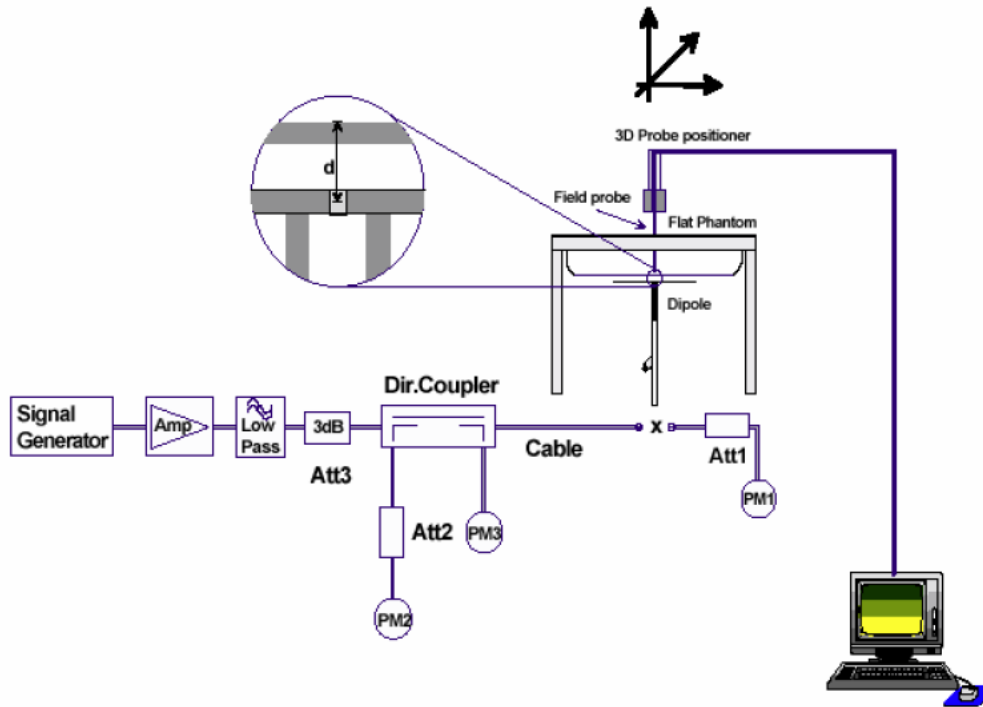 3D Probe positioner
d
Field probe
Flat Phantom
Dipole
Dir.Coupler
Signal
Generator
Amp
Low
Pass
3dB
Att3
Cable
x
Att1
PM1
Att2
PM3
PM2